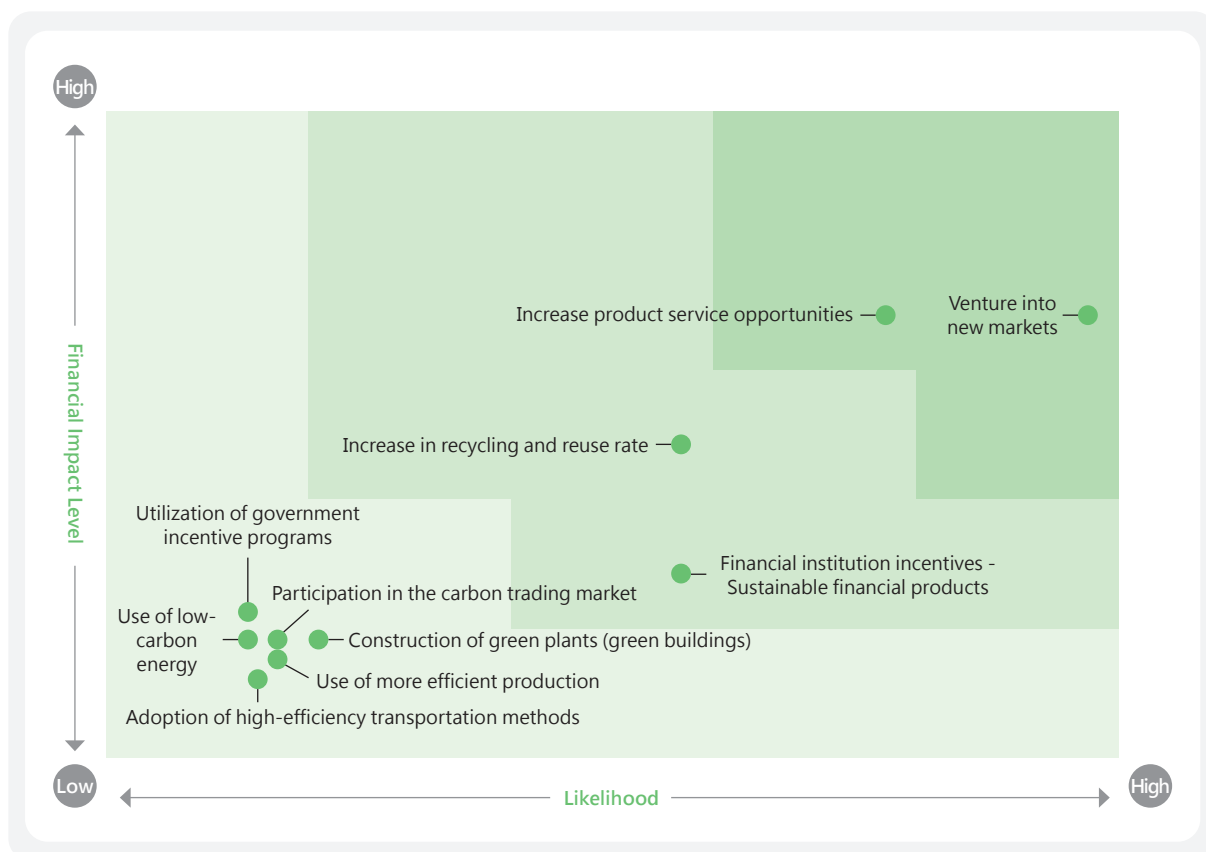 High
Increase product service opportunities
Venture into
new markets
Financial Impact Level
Increase in recycling and reuse rate
Utilization of government
incentive programs
Financial institution incentives -
Sustainable financial products
Participation in the carbon trading market
Use of low-
carbon
energy
Construction of green plants (green buildings)
Use of more efficient production
Adoption of high-efficiency transportation methods
Low
Likelihood
High